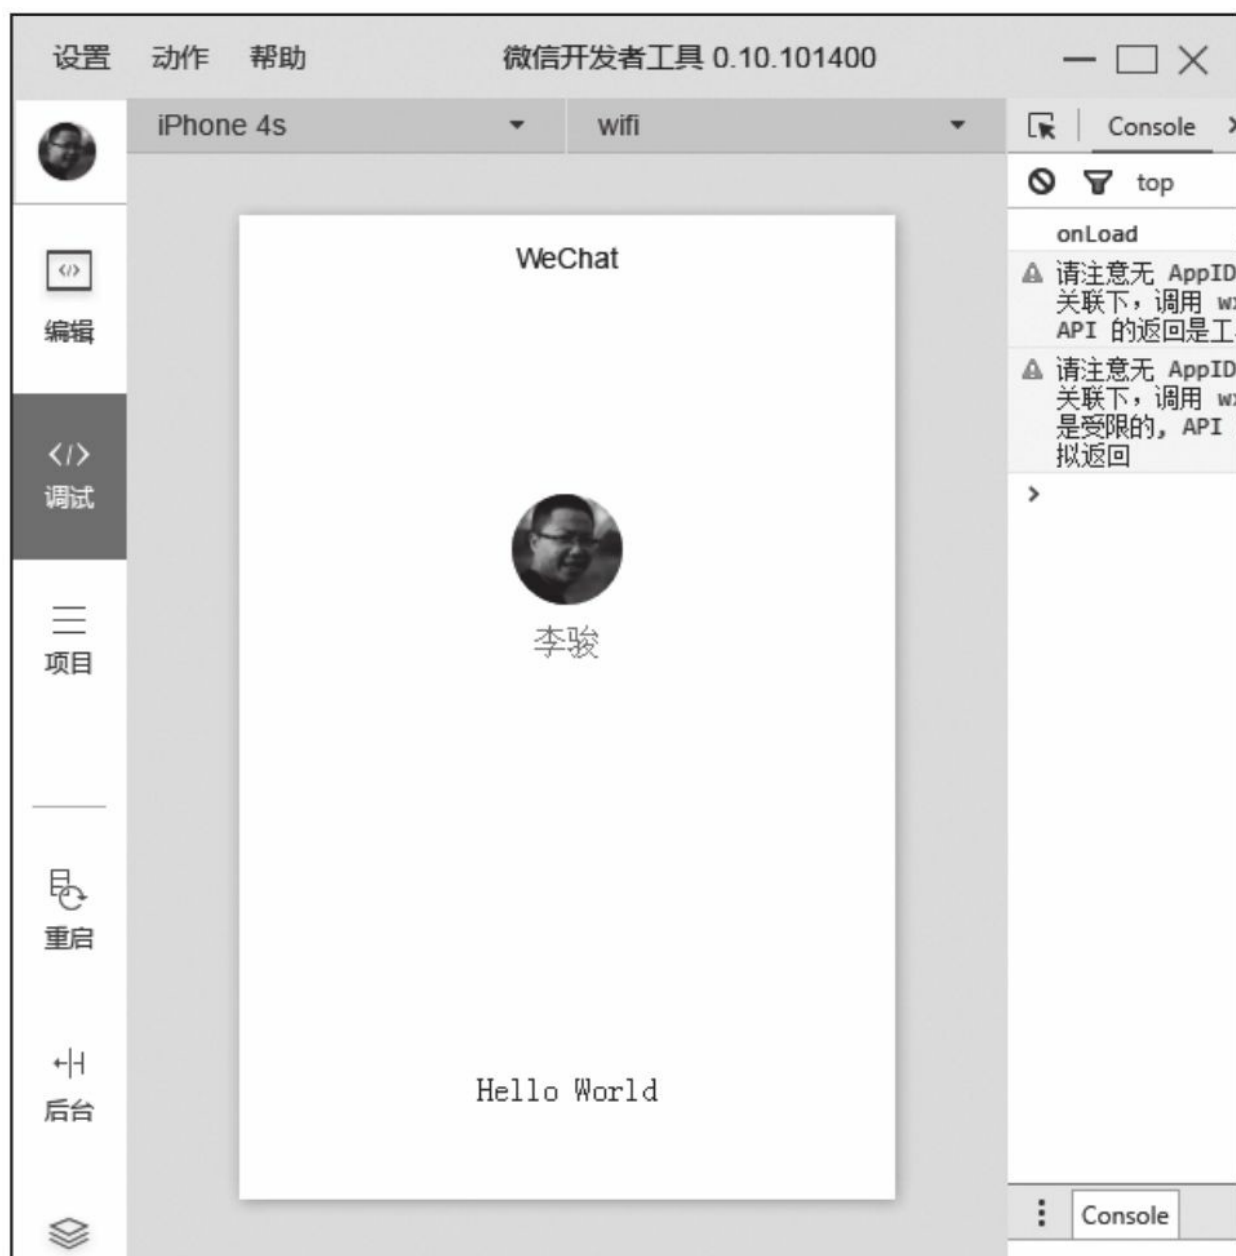 设置 动作 帮助 微信开发者工具 0.10.101400
iPhone 4s wifi
Console
top
编辑
调试
项目
重启
后台
WeChat
李骏
Hello World
onLoad
请注意无 AppID
关联下，调用
API 的返回是工
请注意无 AppID
关联下，调用
是受限的, API
拟返回
Console